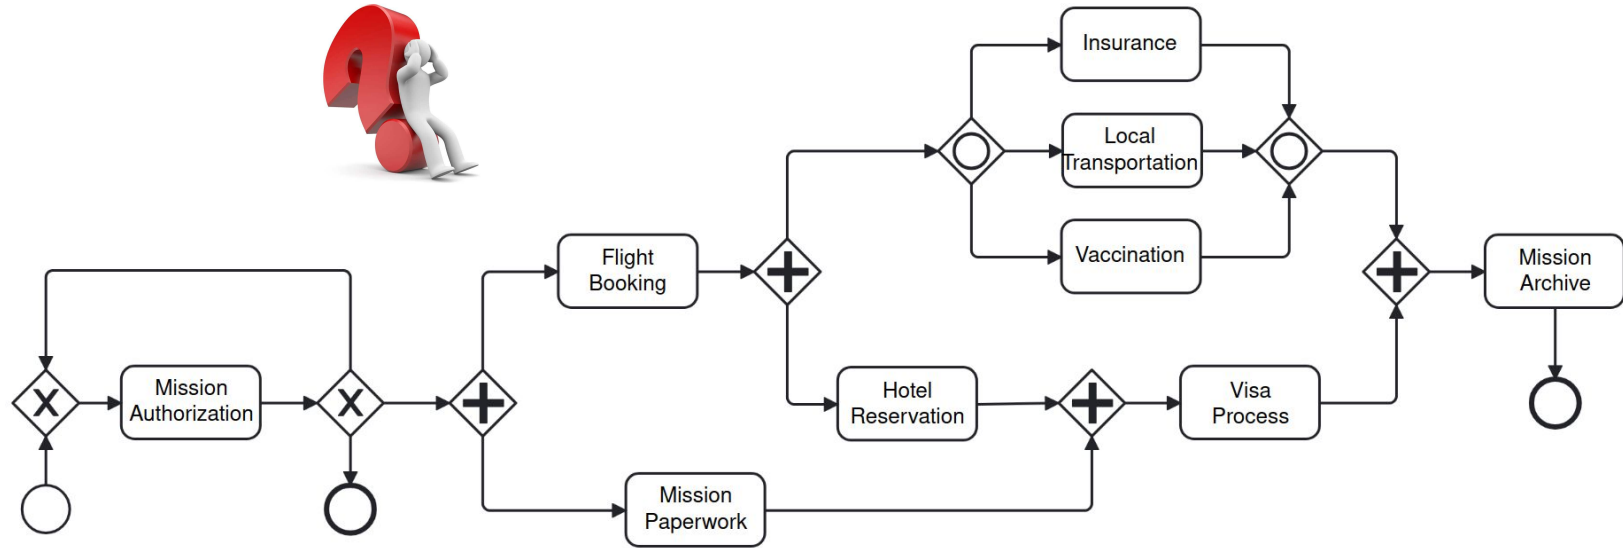 Insurance
Local
Transportation
Vaccination
Flight
Booking
Mission
Archive
Mission
Authorization
Hotel
Reservation
Visa
Process
Mission
Paperwork